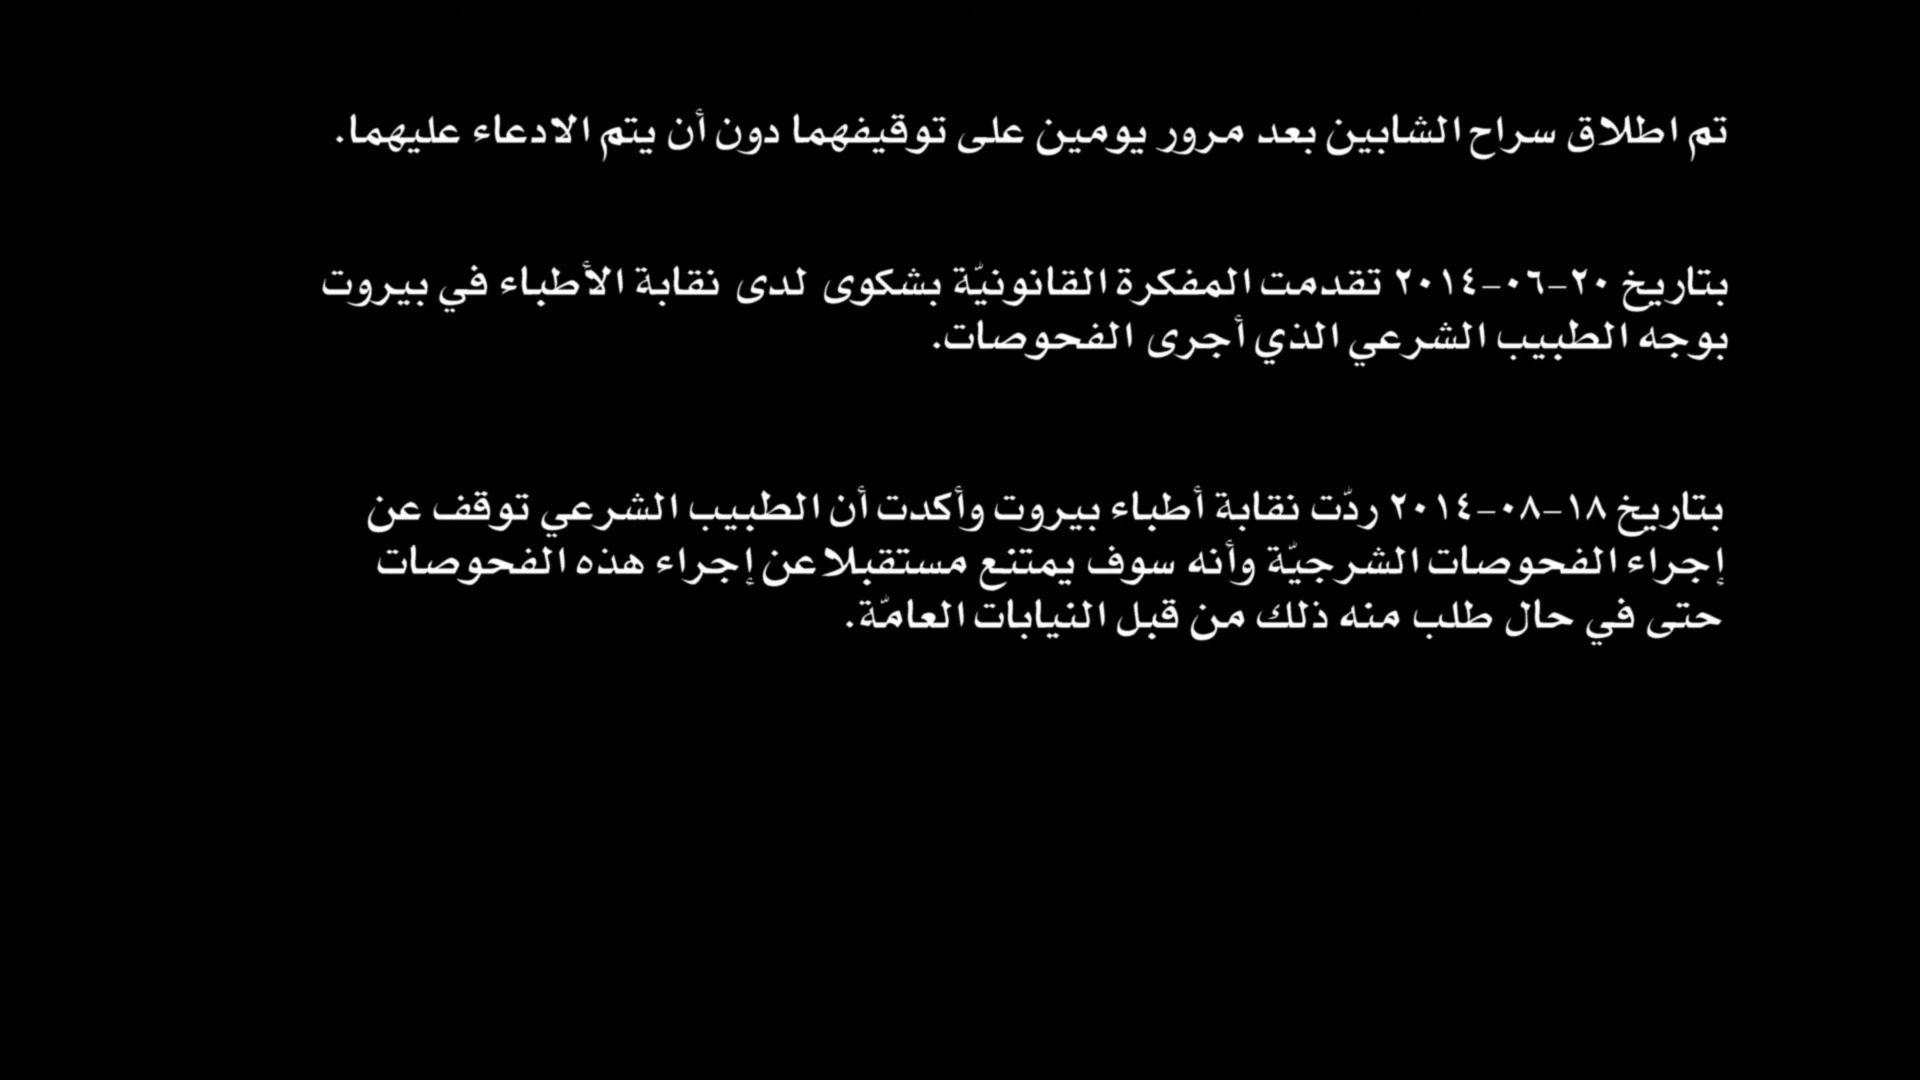 تم اطلاق سراح الشابين بعد مرور يومين على توقيفهما دون أن يتم الادعاء عليهما.
بتاريخ ٢٠-٠٦-٢٠١٤ تقدمت المفكرة القانونيّة بشكوى لدى نقابة الأطباء في بيروت
بوجه الطبيب الشرعي الذي أجرى الفحوصات.
بتاريخ ١٨-٠٨-٢٠١٤ ردّت نقابة أطباء بيروت وأكدت أن الطبيب الشرعي توقف عن
إجراء الفحوصات الشرجيّة وأنه سوف يمتنع مستقبلا عن إجراء هذه الفحوصات
حتى في حال طلب منه ذلك من قبل النيابات العامّة.